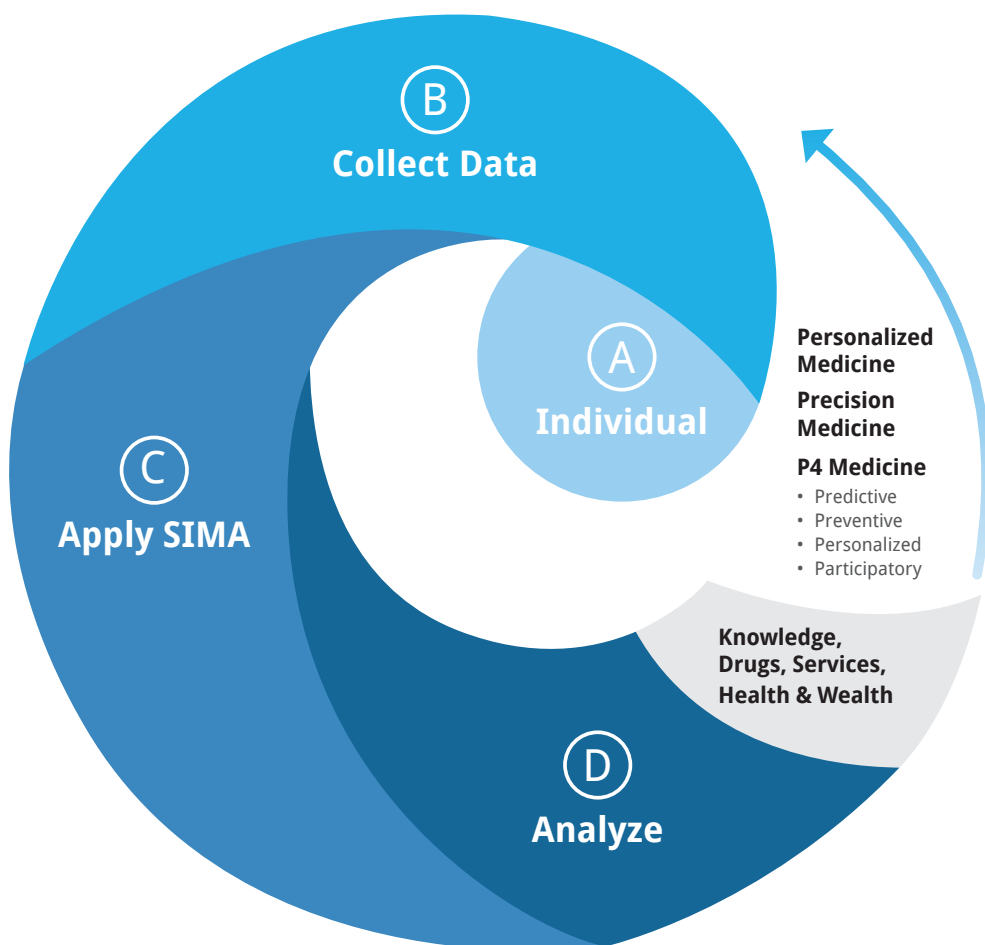 A
Individual
B
Collect Data
C
Apply SIMA
D
Analyze
Knowledge,
Drugs, Services,
Health & Wealth
Personalized
Medicine
Precision
Medicine
P4 Medicine
• Predictive
• Preventive
• Personalized
• Participatory